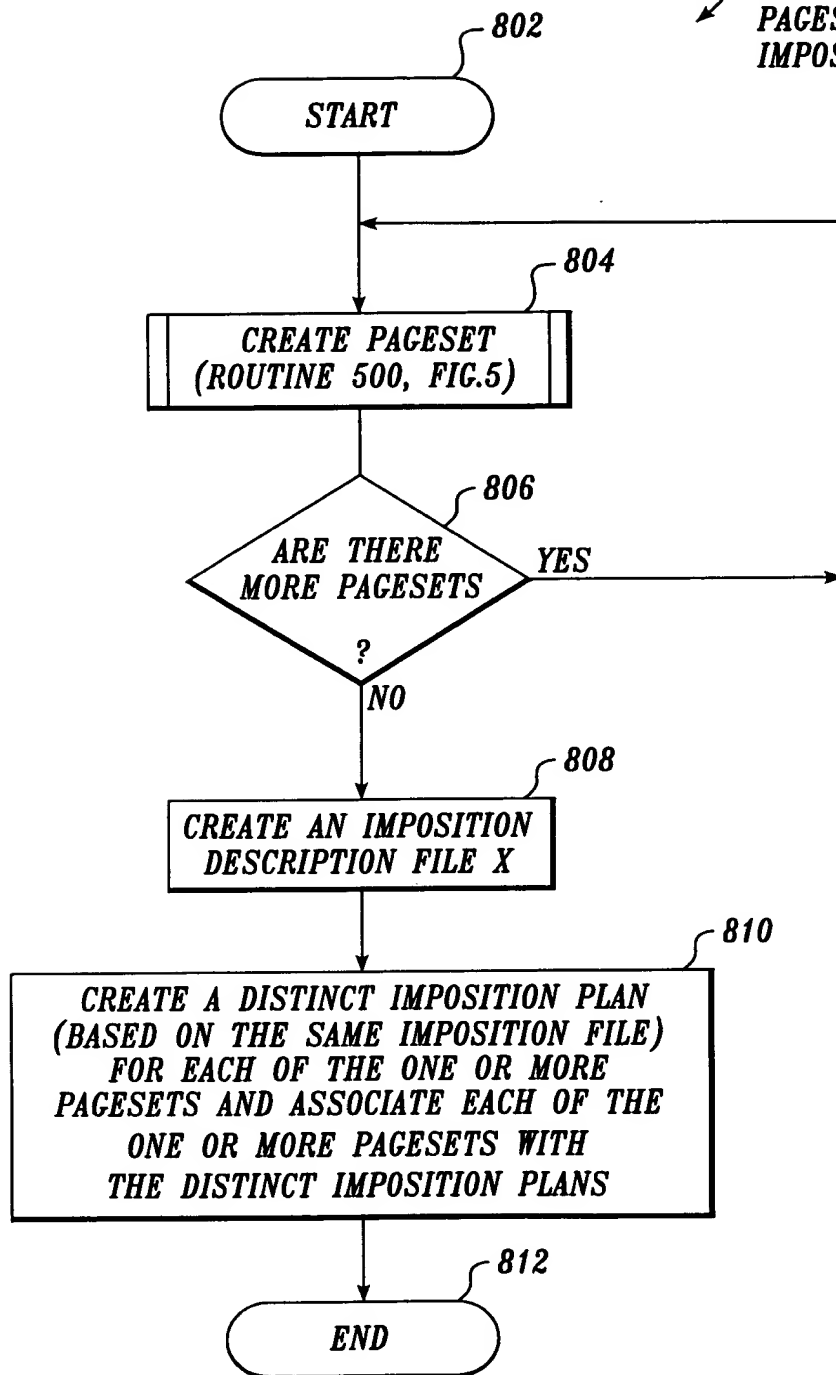 802
PAGES
IMPOS
START
804
CREATE PAGESET
(ROUTINE 500, FIG.5)
806
ARE THERE
MORE PAGESETS
?
YES
NO
808
CREATE AN IMPOSITION
DESCRIPTION FILE X
810
CREATE A DISTINCT IMPOSITION PLAN
(BASED ON THE SAME IMPOSITION FILE)
FOR EACH OF THE ONE OR MORE
PAGESETS AND ASSOCIATE EACH OF THE
ONE OR MORE PAGESETS WITH
THE DISTINCT IMPOSITION PLANS
812
END